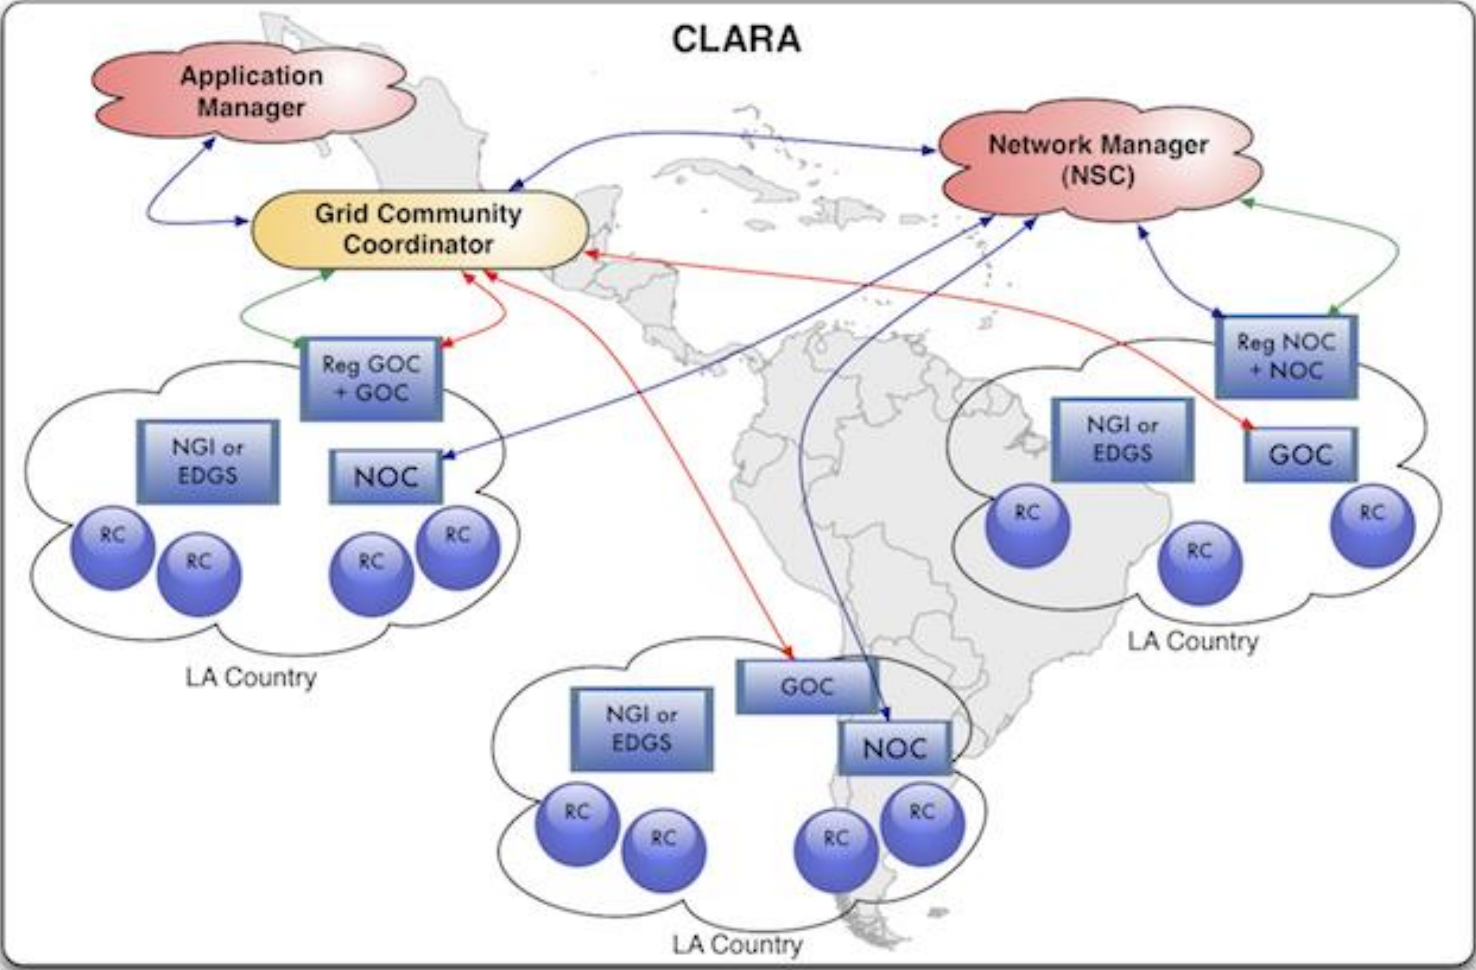 CLARA
Application
Manager
Network Manager
(NSC)
Grid Community
Coordinator
Reg GOC
+ GOC
NGI or
EDGS
NOC
RC
RC
RC
RC
LA Country
Reg NOC
+ NOC
NGI or
EDGS
GOC
RC
RC
RC
LA Country
GOC
NGI or
EDGS
NOC
RC
RC
RC
RC
LA Country